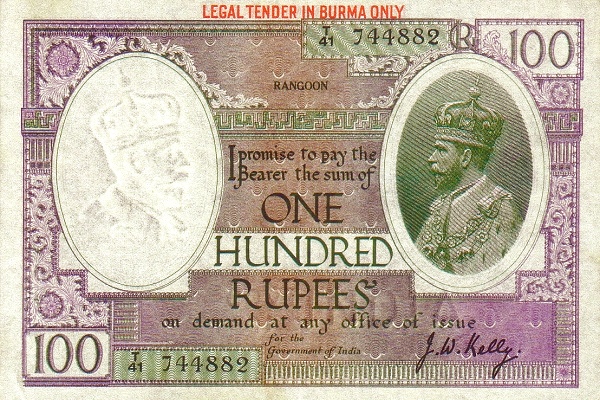 LEGAL TENDER IN BURMA ONLY
T/41 744882 R 100
RANGOON
I promise to pay the
Bearer the sum of
ONE
HUNDRED
RUPEES
on demand at any office of issue
for the
Government of India
J.W. Kelly.
100 T/41 744882